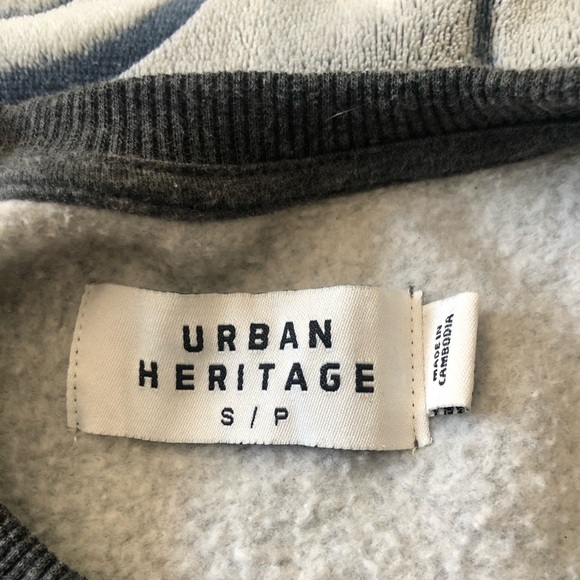 URBAN
HERITAGE
S / P
MADE IN
CAMBODIA